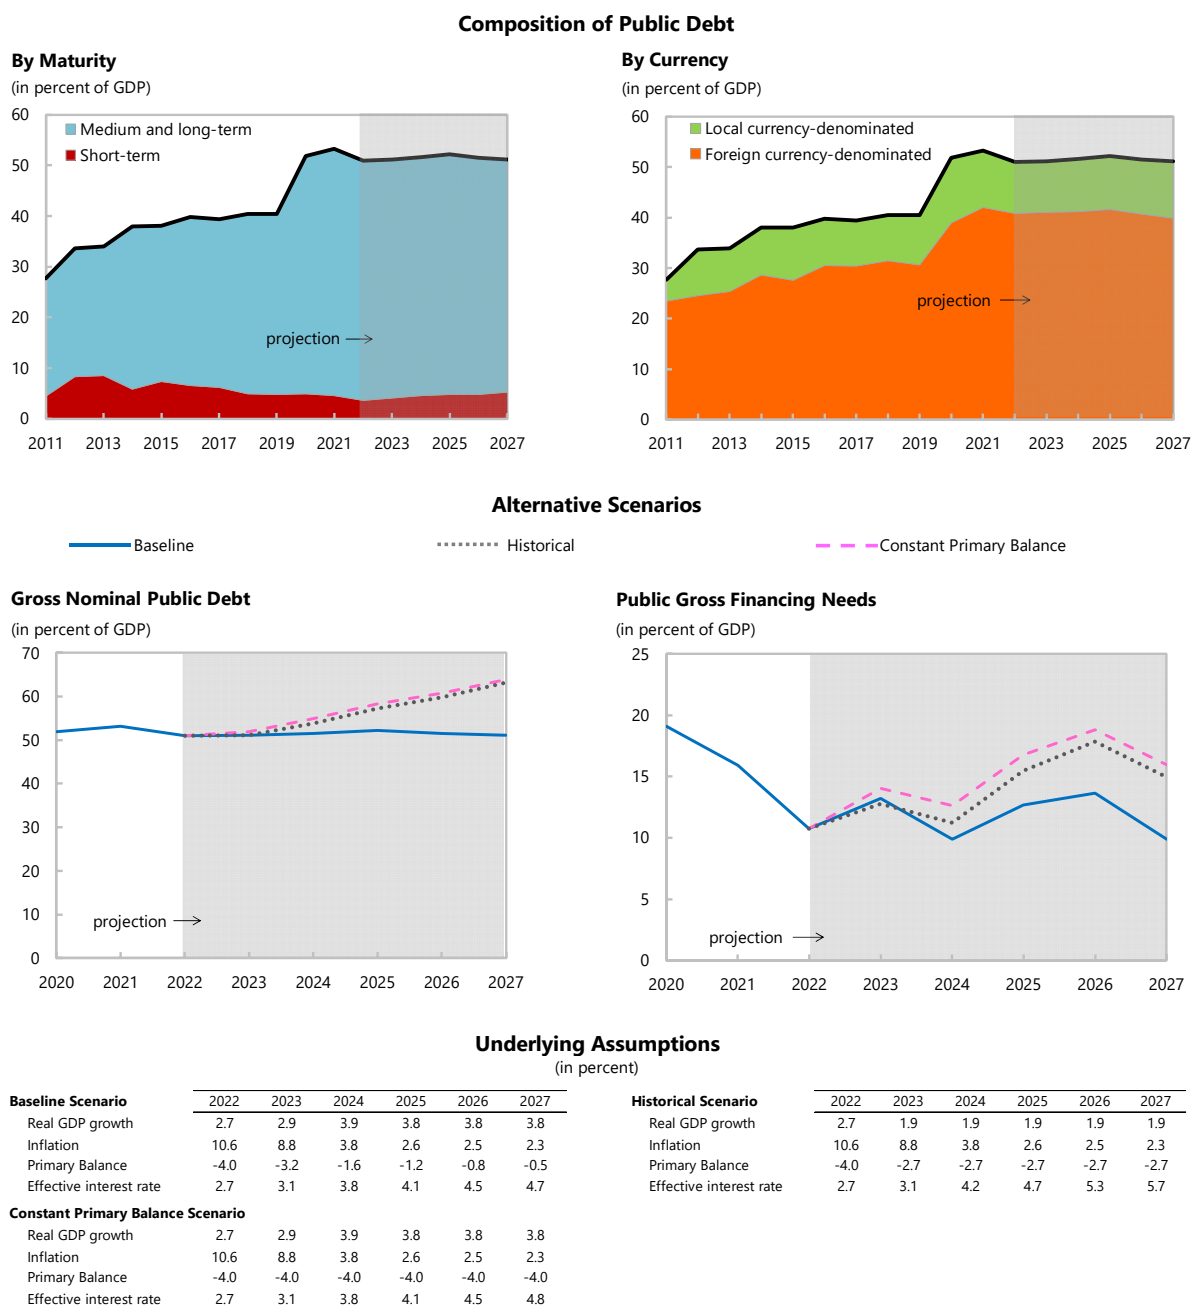 Composition of Public Debt
By Maturity
(in percent of GDP)
60
50
40
30
20
10
0
Medium and long-term
Short-term
projection
2011 2013 2015 2017 2019 2021 2023 2025 2027
By Currency
(in percent of GDP)
60
50
40
30
20
10
0
Local currency-denominated
Foreign currency-denominated
projection
2011 2013 2015 2017 2019 2021 2023 2025 2027
Alternative Scenarios
Baseline Historical Constant Primary Balance
Gross Nominal Public Debt
(in percent of GDP)
70
60
50
40
30
20
10
0
projection
2020 2021 2022 2023 2024 2025 2026 2027
Public Gross Financing Needs
(in percent of GDP)
25
20
15
10
5
0
projection
2020 2021 2022 2023 2024 2025 2026 2027
Underlying Assumptions
(in percent)
Baseline Scenario 2022 2023 2024 2025 2026 2027
Real GDP growth 2.7 2.9 3.9 3.8 3.8 3.8
Inflation 10.6 8.8 3.8 2.6 2.5 2.3
Primary Balance -4.0 -3.2 -1.6 -1.2 -0.8 -0.5
Effective interest rate 2.7 3.1 3.8 4.1 4.5 4.7
Constant Primary Balance Scenario
Real GDP growth 2.7 2.9 3.9 3.8 3.8 3.8
Inflation 10.6 8.8 3.8 2.6 2.5 2.3
Primary Balance -4.0 -4.0 -4.0 -4.0 -4.0 -4.0
Effective interest rate 2.7 3.1 3.8 4.1 4.5 4.8
Historical Scenario 2022 2023 2024 2025 2026 2027
Real GDP growth 2.7 1.9 1.9 1.9 1.9 1.9
Inflation 10.6 8.8 3.8 2.6 2.5 2.3
Primary Balance -4.0 -2.7 -2.7 -2.7 -2.7 -2.7
Effective interest rate 2.7 3.1 4.2 4.7 5.3 5.7